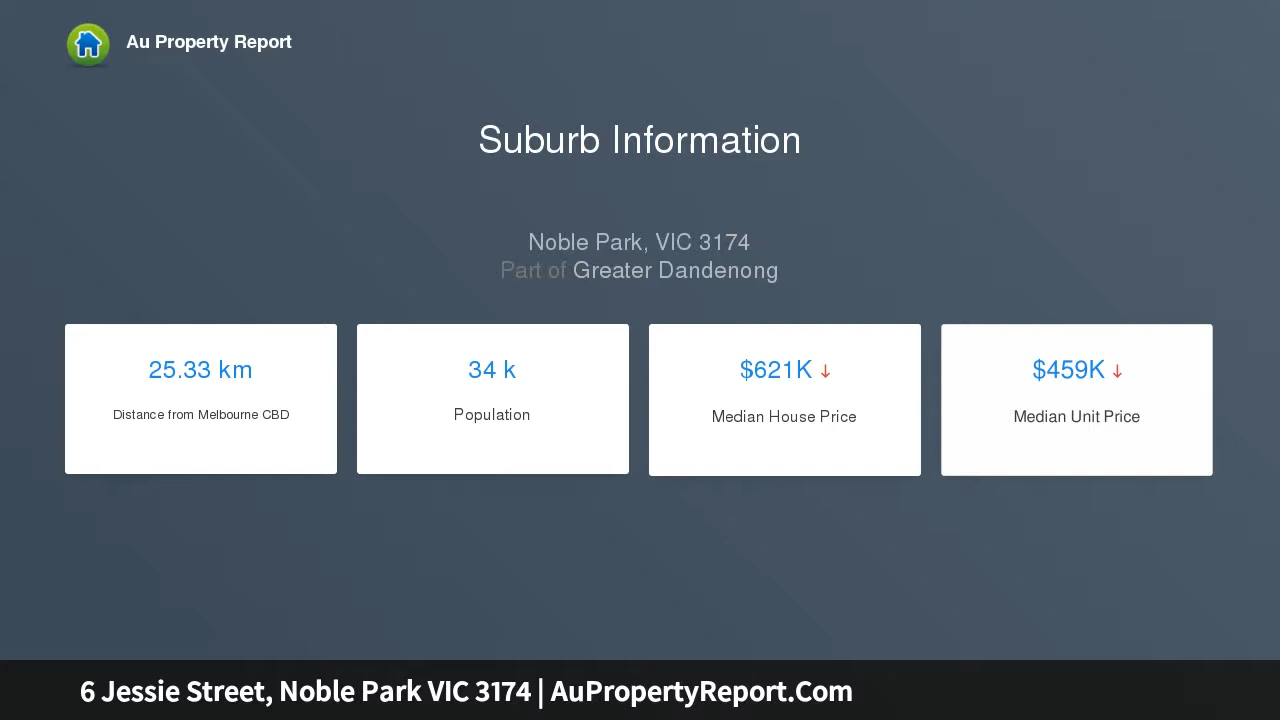 Au Property Report
Suburb Information
Noble Park, VIC 3174
Part of Greater Dandenong
25.33 km
Distance from Melbourne CBD
34 k
Population
$621K ↓
Median House Price
$459K ↓
Median Unit Price
6 Jessie Street, Noble Park VIC 3174 | AuPropertyReport.Com